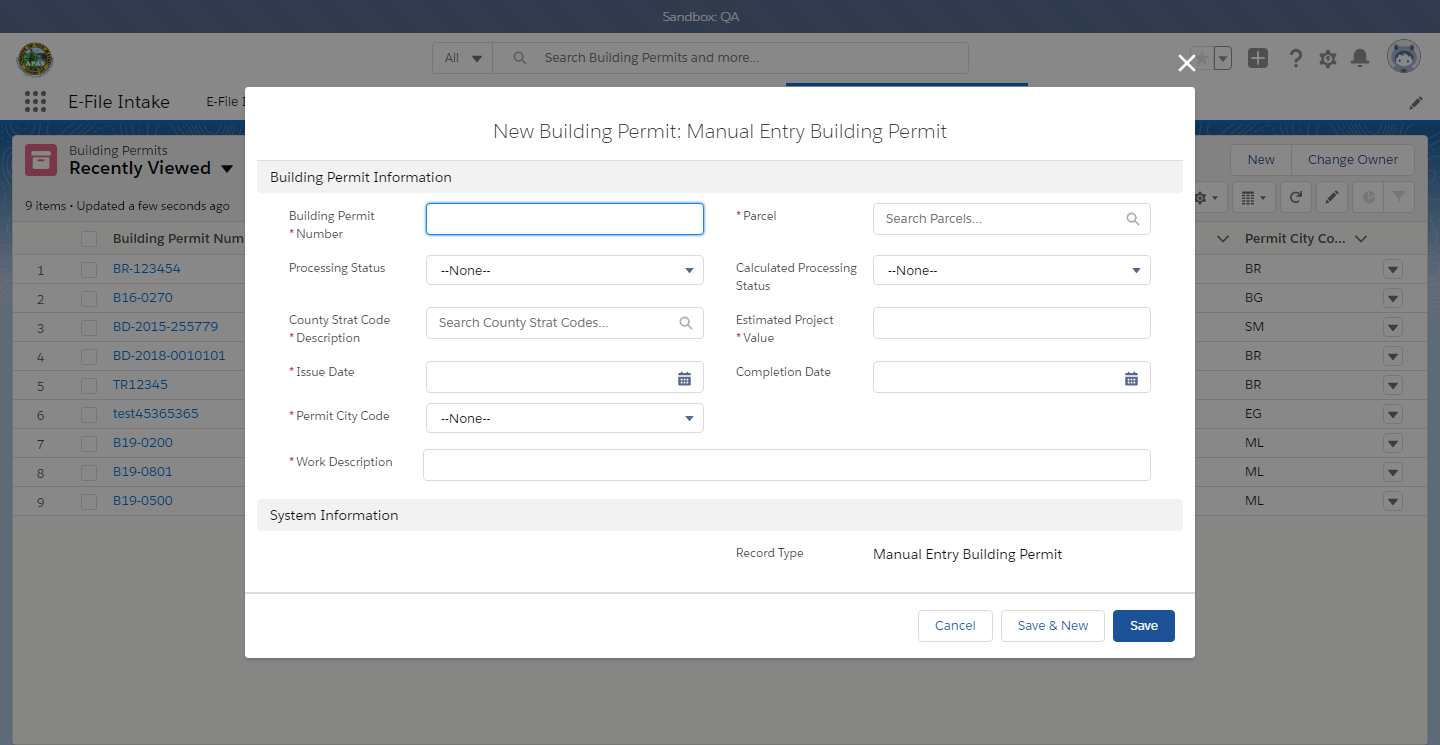 Sandbox: QA
All
Search Building Permits and more...
E-File Intake
E-File I
New Building Permit: Manual Entry Building Permit
Building Permits
Recently Viewed
9 items • Updated a few seconds ago
New
Change Owner
Building Permit Num
Permit City Co...
1 BR-123454 BR
2 B16-0270 BG
3 BD-2015-255779 SM
4 BD-2018-0010101 BR
5 TR12345 BR
6 test45365365 EG
7 B19-0200 ML
8 B19-0801 ML
9 B19-0500 ML
Building Permit Information
Building Permit
*Number
*Parcel
Search Parcels...
Processing Status
--None--
Calculated Processing
Status
--None--
County Strat Code
*Description
Search County Strat Codes...
Estimated Project
*Value
*Issue Date
Completion Date
*Permit City Code
--None--
*Work Description
System Information
Record Type
Manual Entry Building Permit
Cancel
Save & New
Save